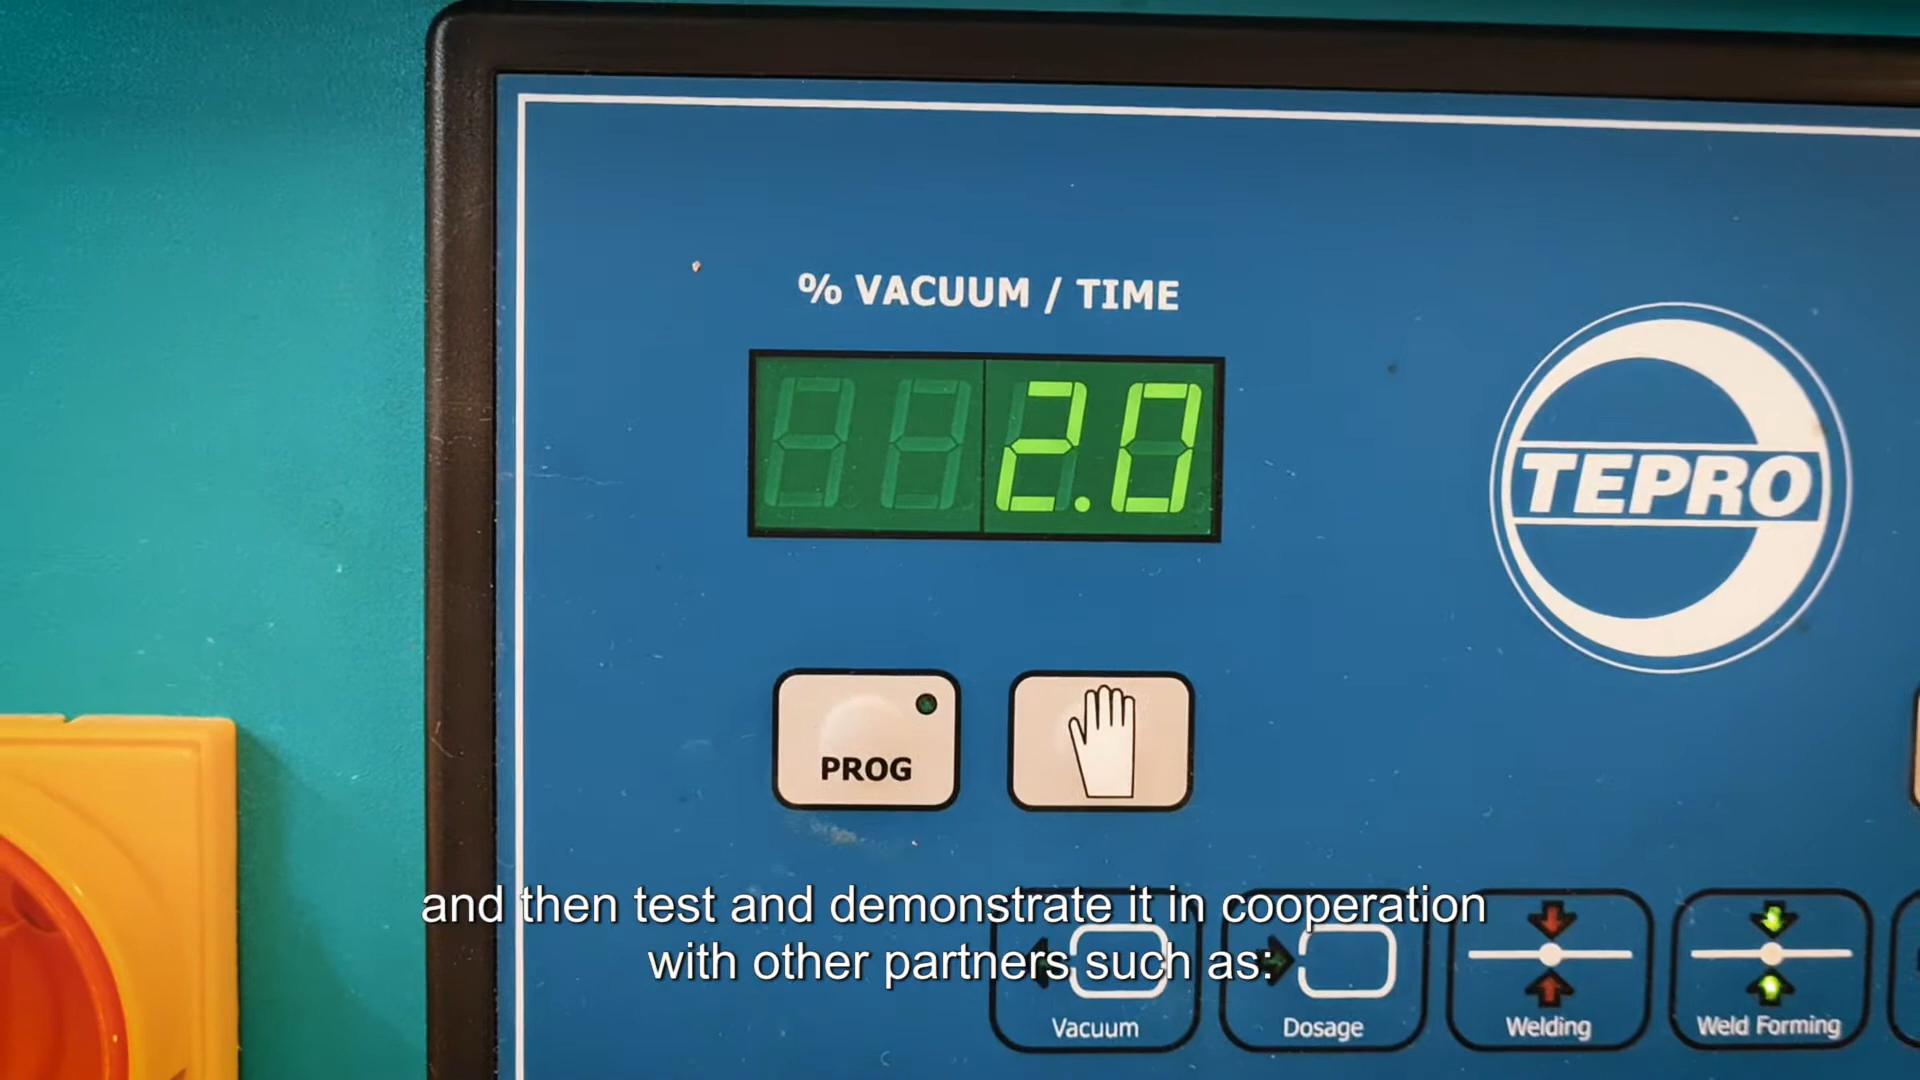 % VACUUM / TIME
2.0
TEPRO
PROG
and then test and demonstrate it in cooperation
with other partners such as:
Vacuum
Dosage
Welding
Weld Forming